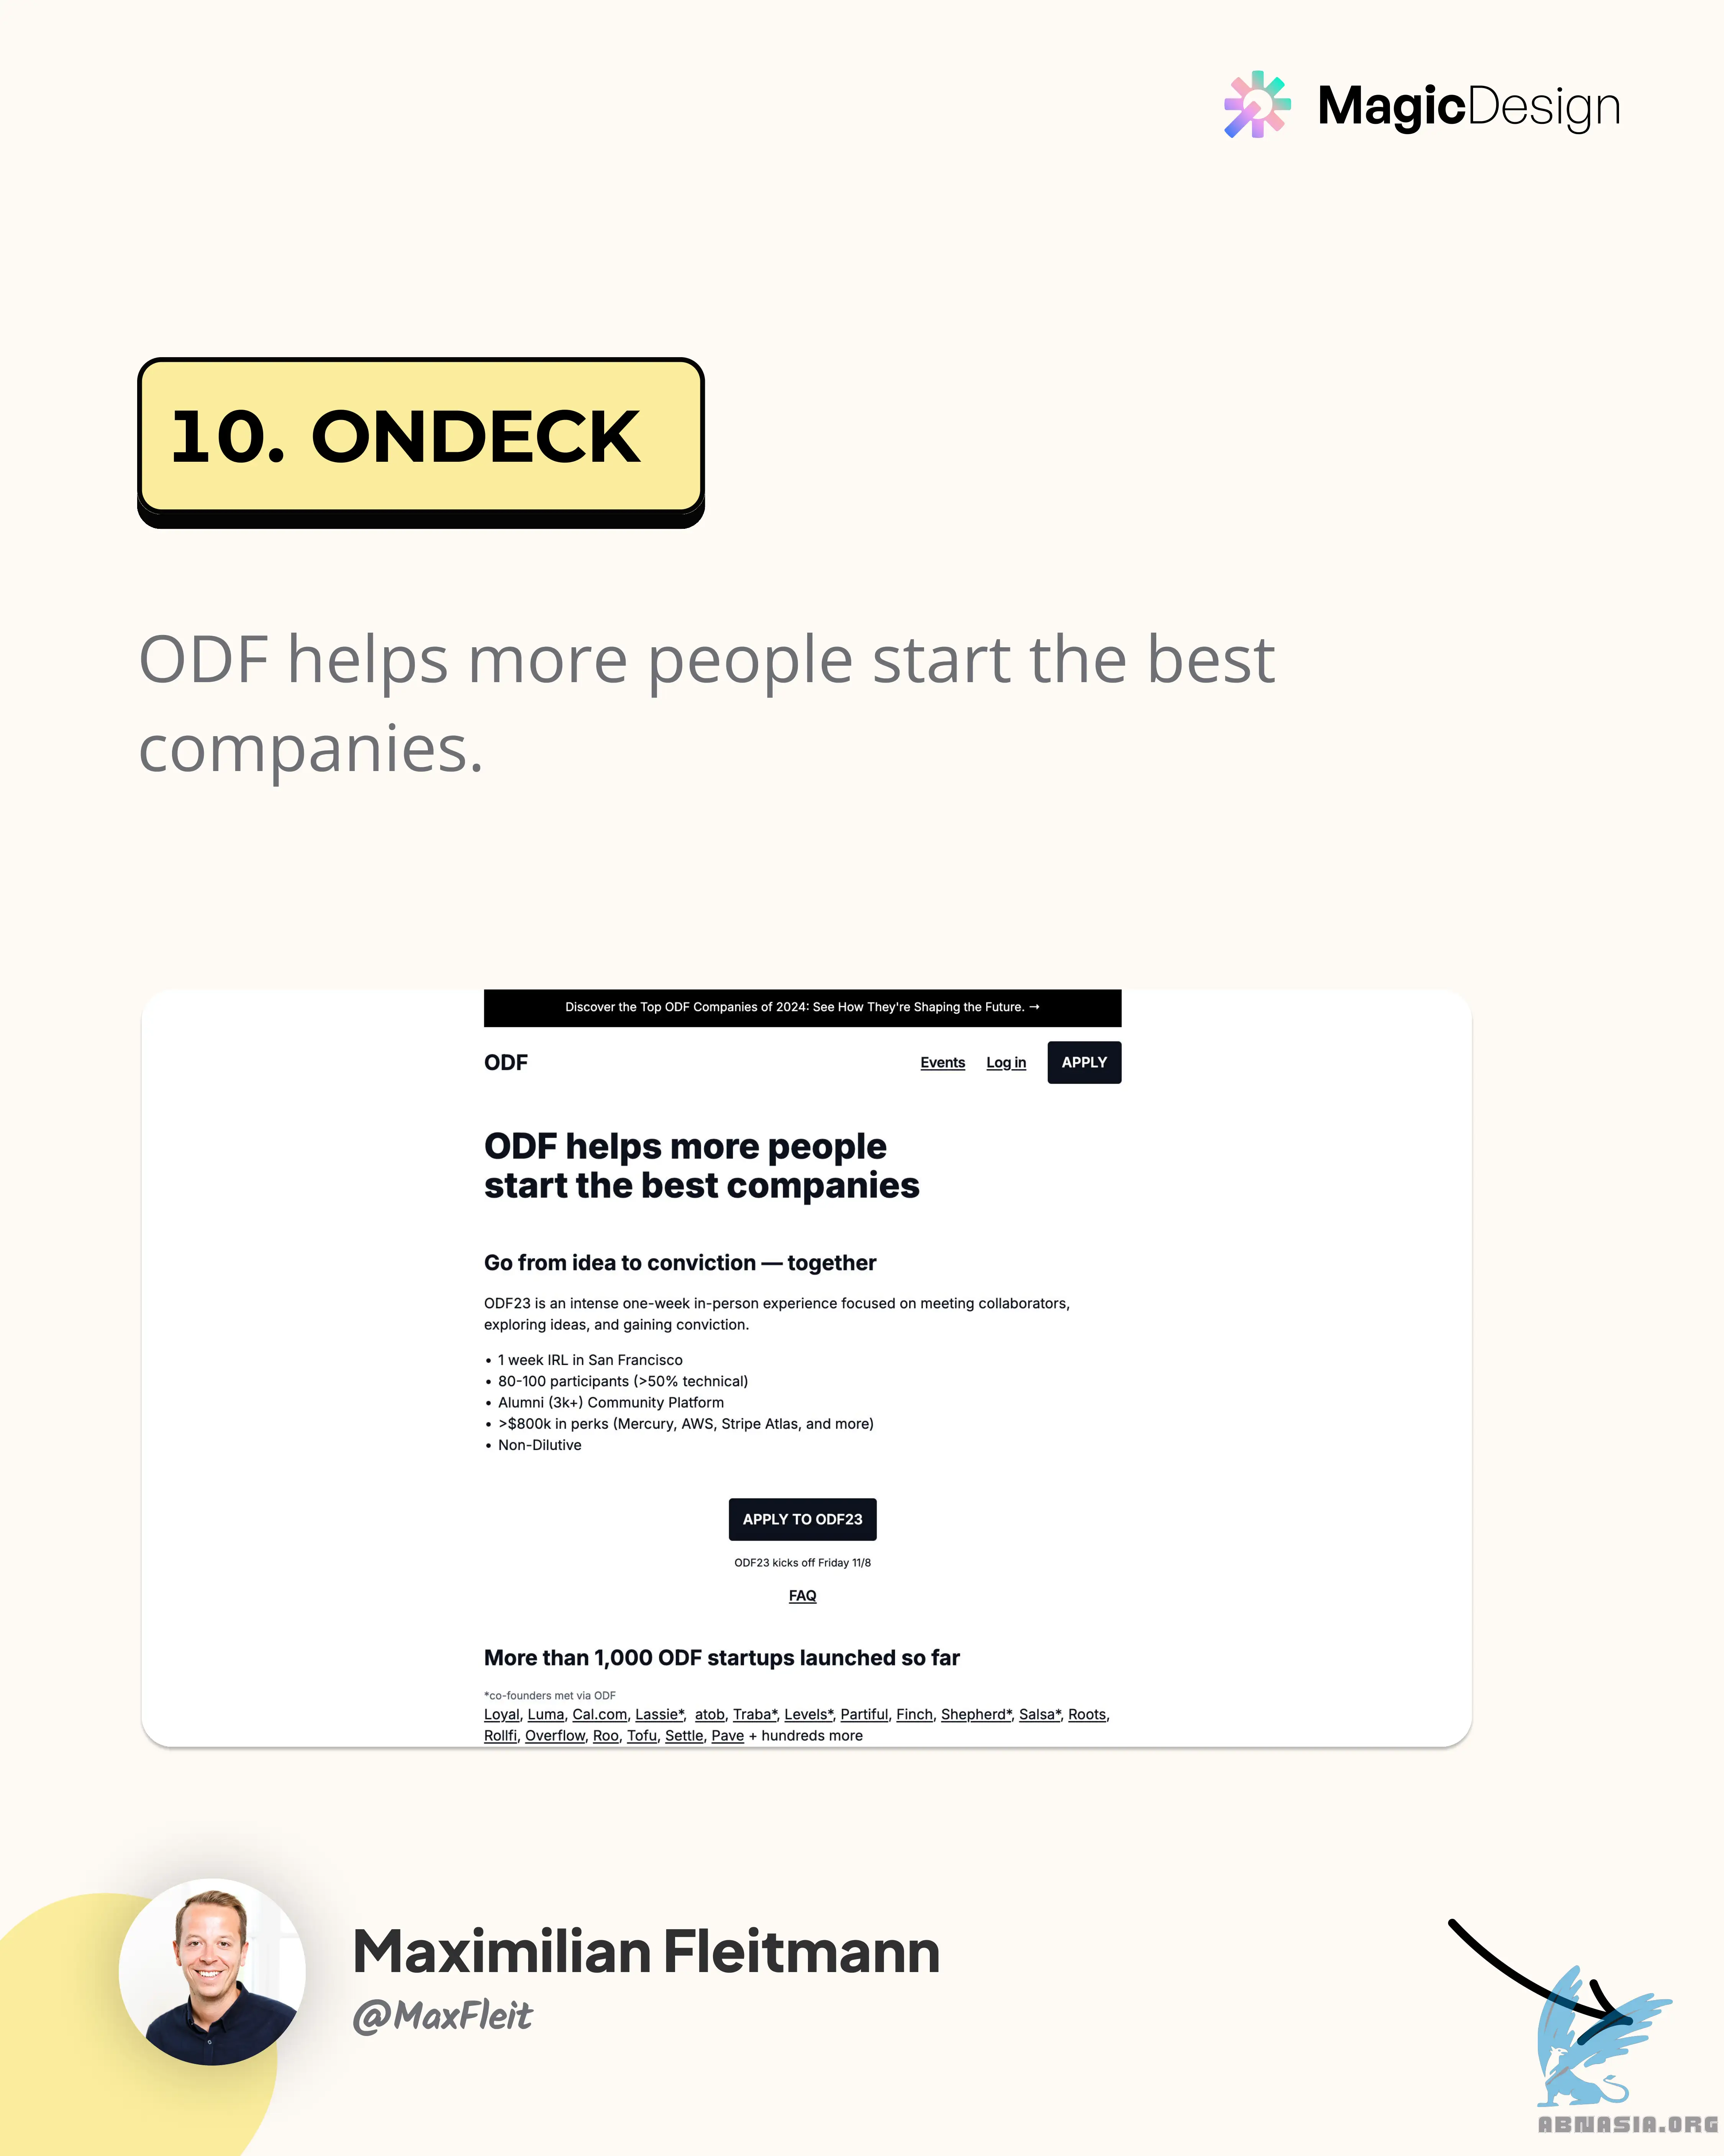 MagicDesign
10. ONDECK
ODF helps more people start the best
companies.
Discover the Top ODF Companies of 2024: See How They're Shaping the Future. →
ODF
Events Log in APPLY
ODF helps more people
start the best companies
Go from idea to conviction — together
ODF23 is an intense one-week in-person experience focused on meeting collaborators,
exploring ideas, and gaining conviction.
• 1 week IRL in San Francisco
• 80-100 participants (>50% technical)
• Alumni (3k+) Community Platform
• >$800k in perks (Mercury, AWS, Stripe Atlas, and more)
• Non-Dilutive
APPLY TO ODF23
ODF23 kicks off Friday 11/8
FAQ
More than 1,000 ODF startups launched so far
*co-founders met via ODF
Loyal, Luma, Cal.com, Lassie*, atob, Traba*, Levels*, Partiful, Finch, Shepherd*, Salsa*, Roots,
Rollfi, Overflow, Roo, Tofu, Settle, Pave + hundreds more
Maximilian Fleitmann
@MaxFleit
ABNASIA.ORG